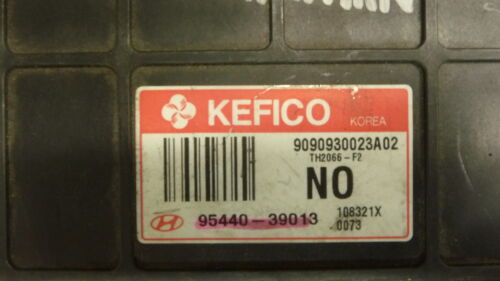 KEFICO
KOREA
9090930023A02
TH2066-F2
NO
95440-39013
108321X
0073